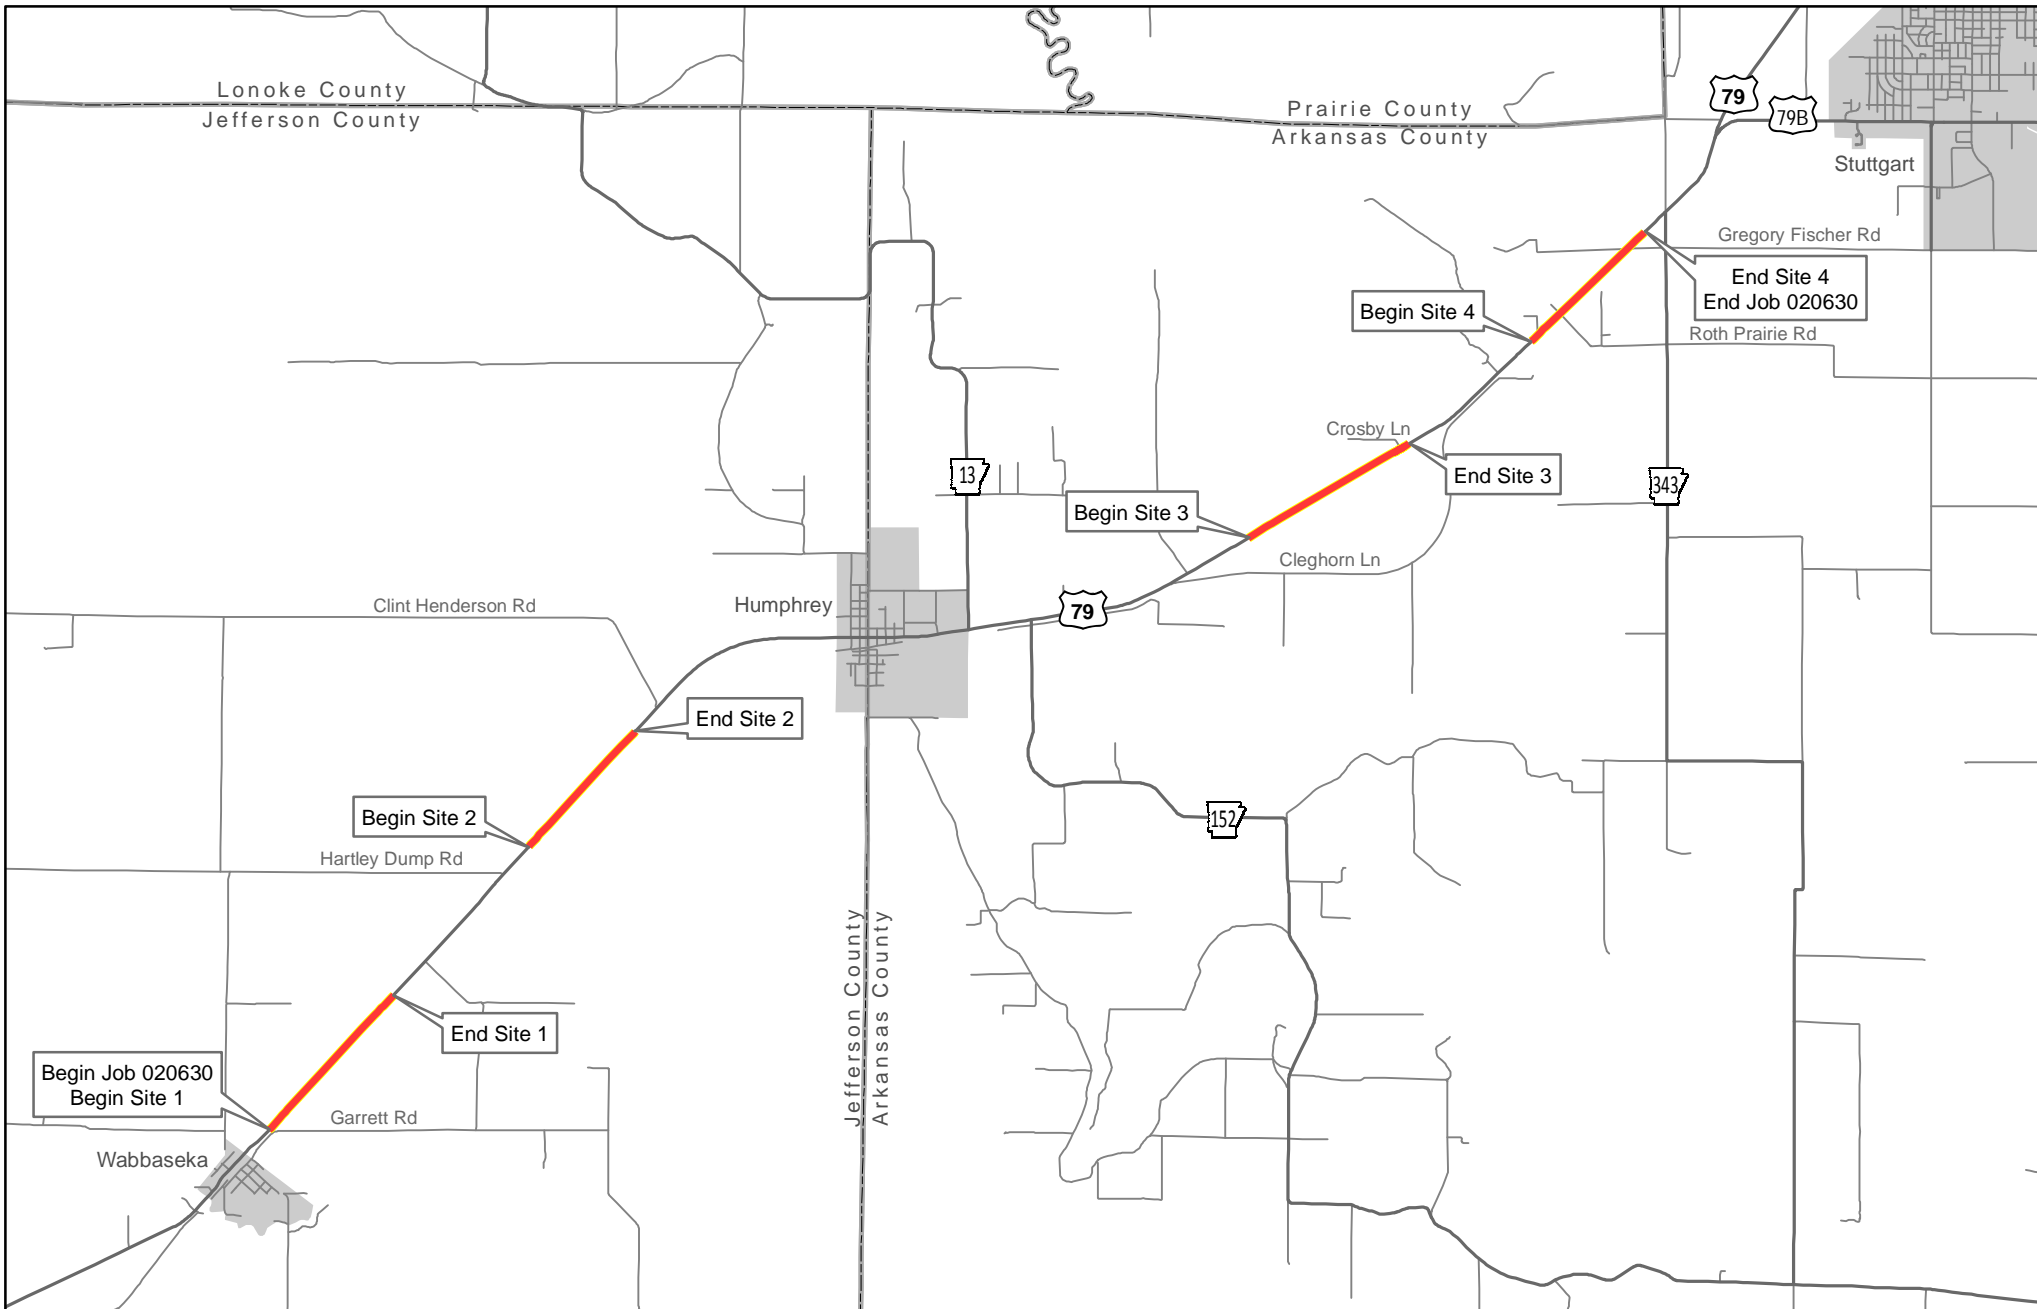 Lonoke County
Jefferson County
Prairie County
Arkansas County
79
79B
Stuttgart
Gregory Fischer Rd
End Site 4
End Job 020630
Begin Site 4
Roth Prairie Rd
Crosby Ln
End Site 3
13
343
Begin Site 3
Cleghorn Ln
Clint Henderson Rd
Humphrey
79
End Site 2
Begin Site 2
152
Hartley Dump Rd
Jefferson County
Arkansas County
End Site 1
Begin Job 020630
Begin Site 1
Garrett Rd
Wabbaseka